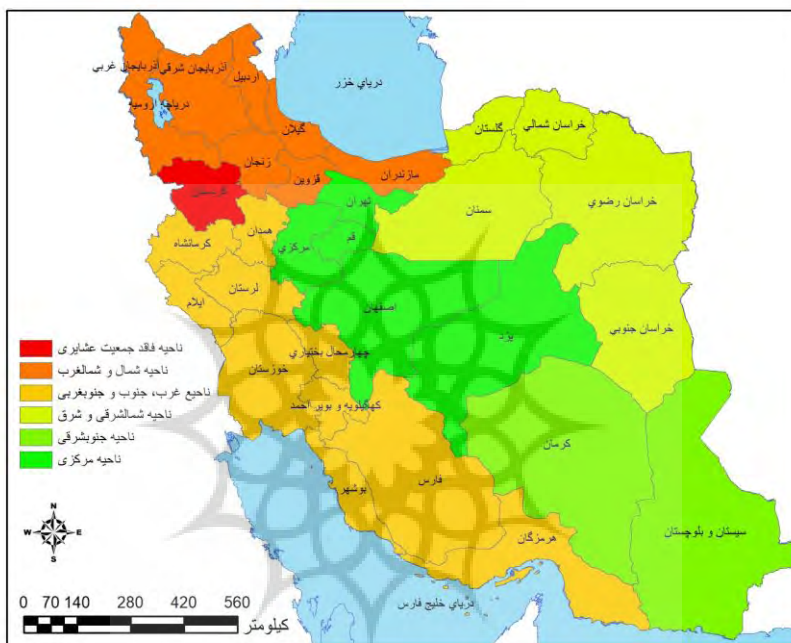 دریای خزر
آذربایجان غربی
آذربایجان شرقی
اردبیل
دریاچه ارومیه
گیلان
زنجان
قزوین
مازندران
گلستان
خراسان شمالی
کردستان
تهران
سمنان
خراسان رضوی
همدان
قم
مرکزی
کرمانشاه
لرستان
ایلام
اصفهان
یزد
خراسان جنوبی
چهارمحال بختیاری
خوزستان
کهگیلویه و بویر احمد
کرمان
فارس
بوشهر
هرمزگان
سیستان و بلوچستان
دریای خلیج فارس
ناحیه فاقد جمعیت عشایری
ناحیه شمال و شمالغرب
ناحیع غرب، جنوب و جنوبغربی
ناحیه شمالشرقی و شرق
ناحیه جنوبشرقی
ناحیه مرکزی
N
W E
S
0 70 140 280 420 560
کیلومتر